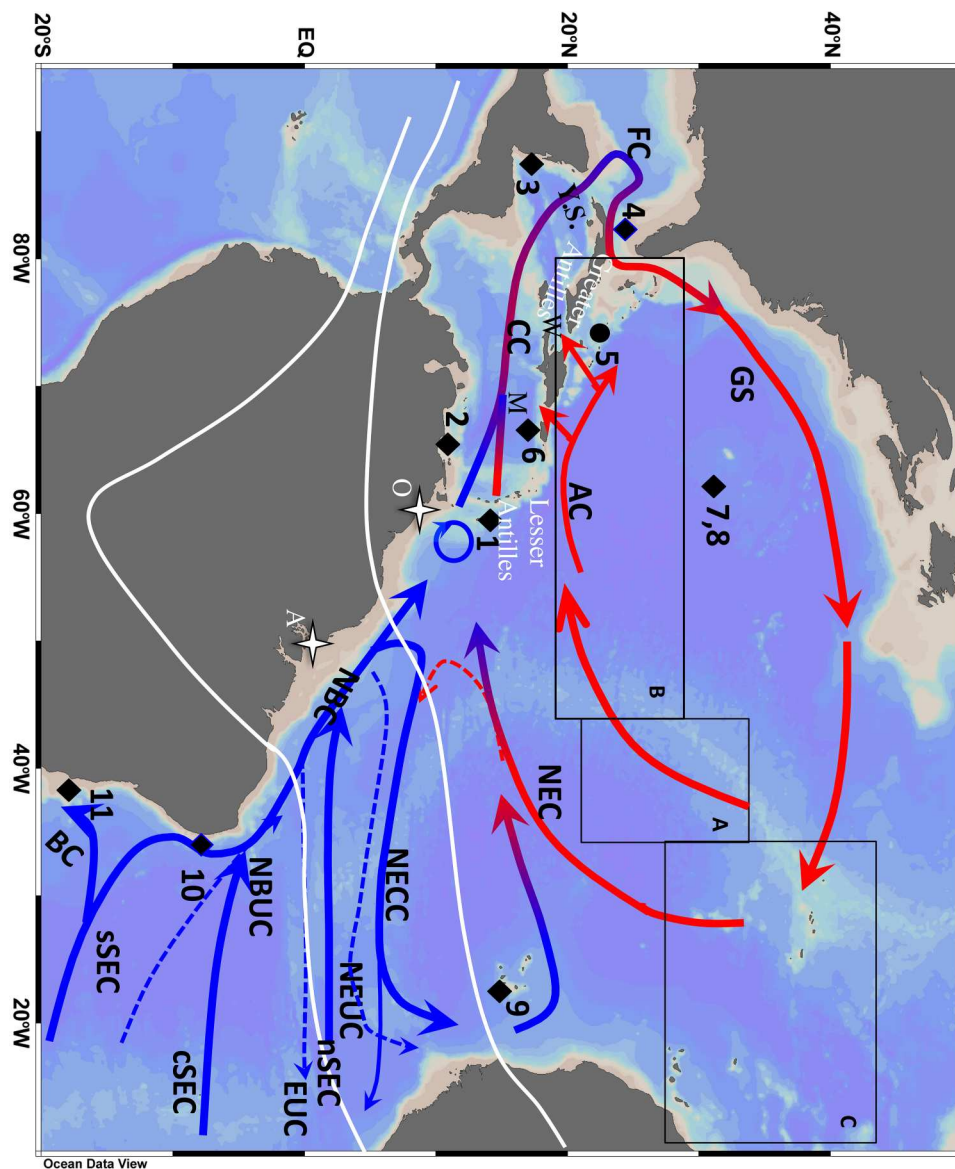 20°S
EQ
20°N
40°N
80°W
60°W
40°W
20°W
FC
4
3
Y.S.
Greater
Antilles
W
5
CC
GS
M
6
2
7,8
O
1
Lesser
Antilles
AC
A
B
NBC
A
NEC
11
BC
10
NBUC
NECC
C
sSEC
NEUC
9
nSEC
cSEC
EUC
Ocean Data View